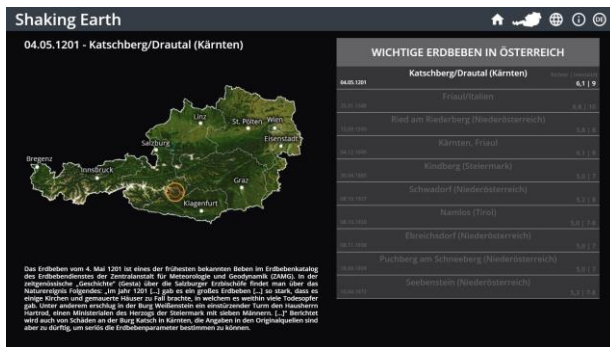 Shaking Earth
DE
04.05.1201 - Katschberg/Drautal (Kärnten)
Linz
St. Pölten
Wien
Eisenstadt
Salzburg
Bregenz
Innsbruck
Graz
Klagenfurt
Das Erdbeben vom 4. Mai 1201 ist eines der frühesten bekannten Beben im Erdbebenkatalog
des Erdbebendienstes der Zentralanstalt für Meteorologie und Geodynamik (ZAMG). In der
zeitgenössische „Geschichte" (Gesta) über die Salzburger Erzbischöfe findet man über das
Naturereignis Folgendes: „Im Jahr 1201 [...] gab es ein großes Erdbeben [...] so stark, dass es
einige Kirchen und gemauerte Häuser zu Fall brachte, in welchem es weithin viele Todesopfer
gab. Unter anderem erschlug in der Burg Weißenstein ein einstürzender Turm den Hausherrn
Hartrod, einen Ministerialen des Herzogs der Steiermark mit sieben Männern. [...]" Berichtet
wird auch von Schäden an der Burg Katsch in Kärnten, die Angaben in den Originalquellen sind
aber zu dürftig, um seriös die Erdbebenparameter bestimmen zu können.
WICHTIGE ERDBEBEN IN ÖSTERREICH
Katschberg/Drautal (Kärnten)
04.05.1201 6,1 | 9
Friaul/Italien
Ried am Riederberg (Niederösterreich)
Kärnten, Friaul
Kindberg (Steiermark)
Schwadorf (Niederösterreich)
Namlos (Tirol)
Ebreichsdorf (Niederösterreich)
Puchberg am Schneeberg (Niederösterreich)
Seebenstein (Niederösterreich)